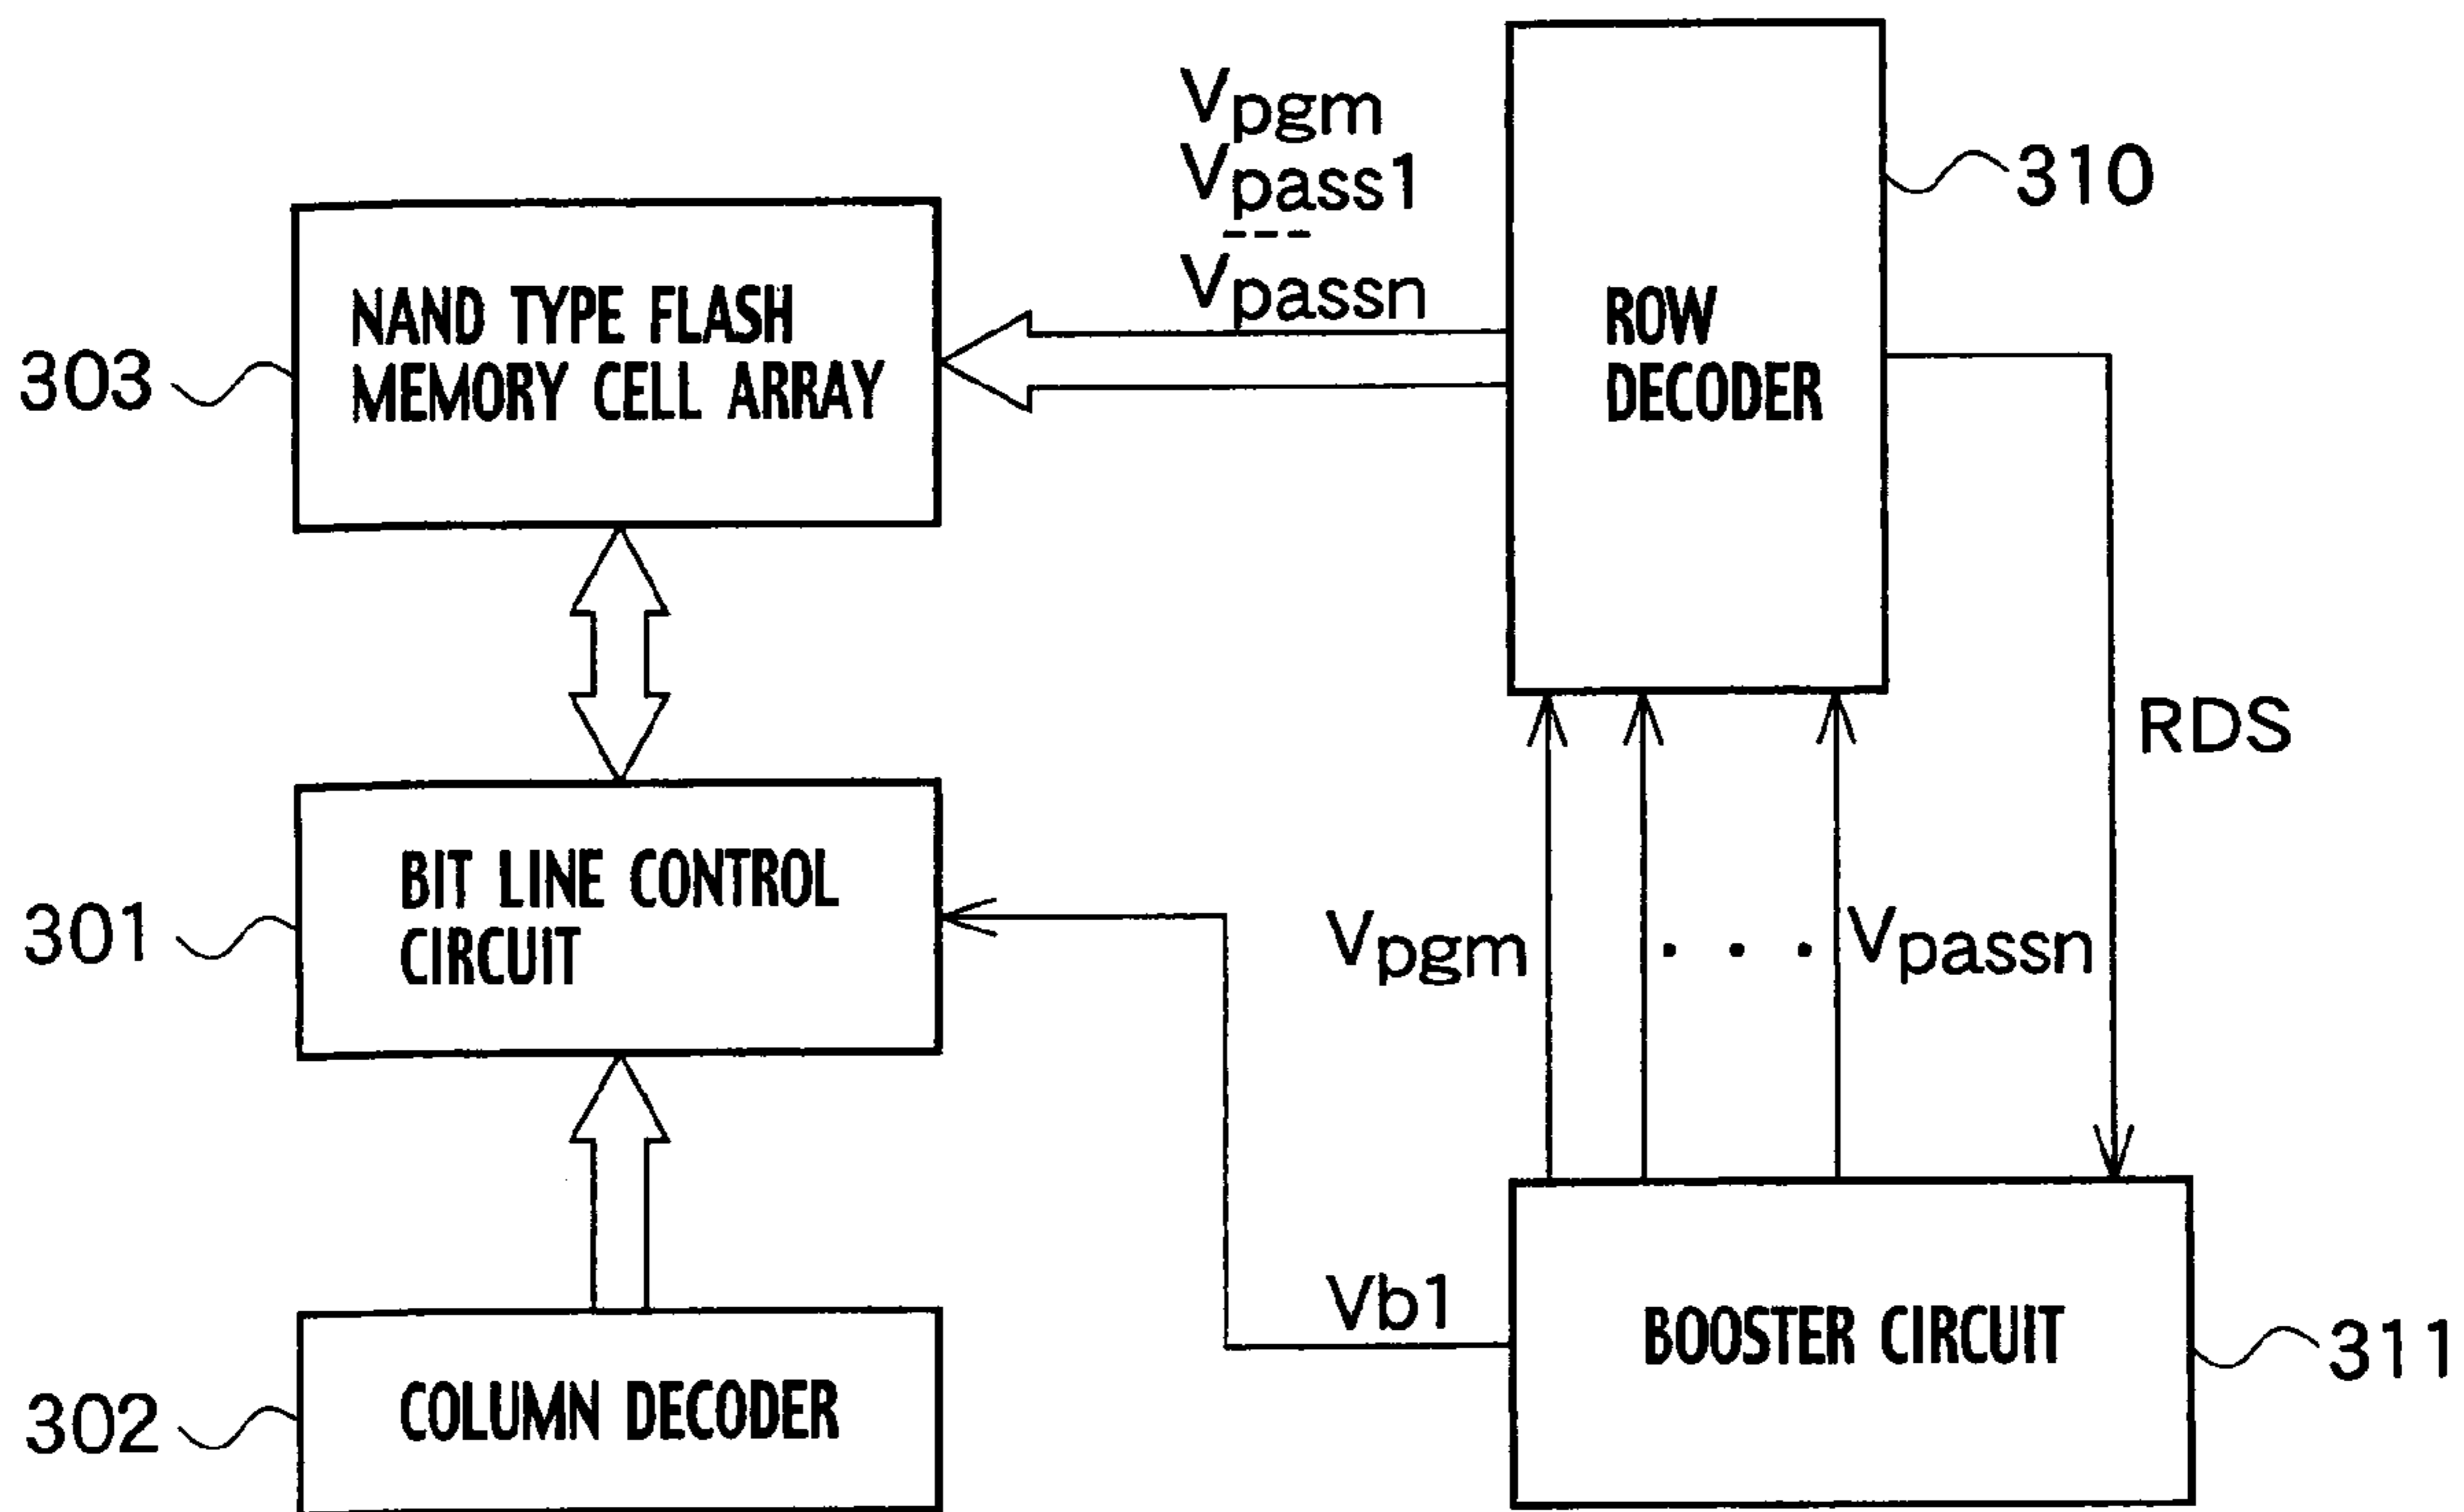 Vpgm
Vpass1
---
Vpassn
310
NAND TYPE FLASH
MEMORY CELL ARRAY
303
ROW
DECODER
RDS
BIT LINE CONTROL
CIRCUIT
301
Vpgm
. . .
Vpassn
Vb1
BOOSTER CIRCUIT
311
COLUMN DECODER
302